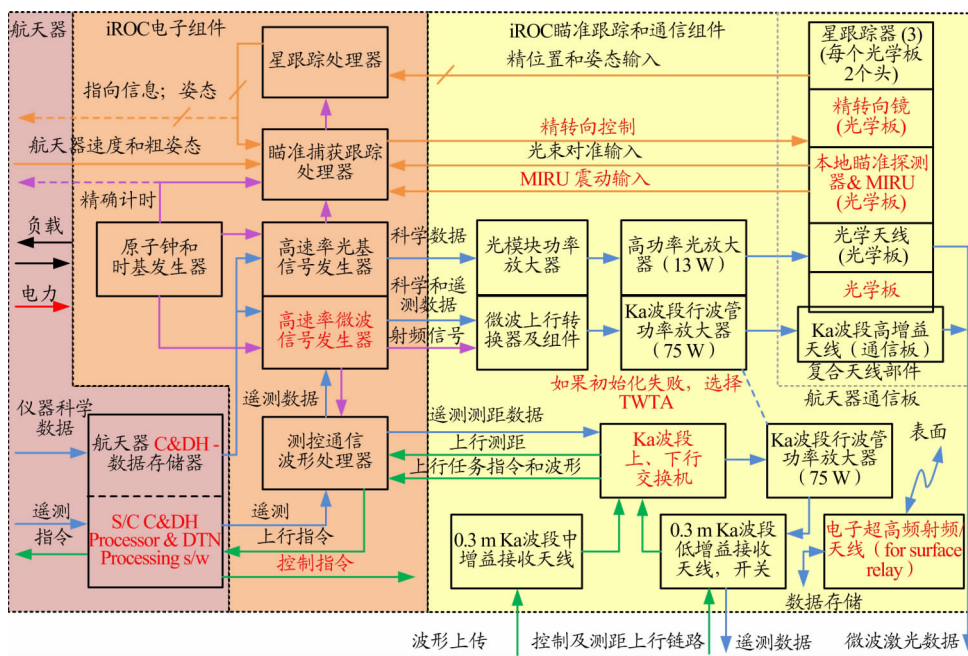 航天器
iROC电子组件
iROC瞄准跟踪和通信组件
星跟踪处理器
精位置和姿态输入
星跟踪器 (3)
(每个光学板
2个头)
指向信息；姿态
精转向镜
(光学板)
航天器速度和粗姿态
瞄准捕获跟踪
处理器
精转向控制
光束对准输入
MIRU 震动输入
本地瞄准探测
器& MIRU
(光学板)
精确计时
负载
电力
原子钟和
时基发生器
高速率光基
信号发生器
科学数据
光模块功率
放大器
高功率光放大
器（13 W）
光学天线
(光学板)
光学板
高速率微波
信号发生器
科学和遥
测数据
射频信号
微波上行转
换器及组件
Ka波段行波管
功率放大器
（75 W）
Ka波段高增益
天线（通信板）
复合天线部件
航天器通信板
如果初始化失败，选择
TWTA
仪器科学
数据
航天器 C&DH -
数据存储器
遥测数据
测控通信
波形处理器
遥测测距数据
上行测距
上行任务指令和波形
Ka波段
上、下行
交换机
Ka波段行波管
功率放大器
（75 W）
表面
遥测
指令
S/C C&DH
Processor & DTN
Processing s/w
遥测
上行指令
控制指令
0.3 m Ka波段中
增益接收天线
0.3 m Ka波段
低增益接收
天线，开关
电子超高频射频/
天线（for surface
relay）
数据存储
波形上传
控制及测距上行链路
遥测数据
微波激光数据